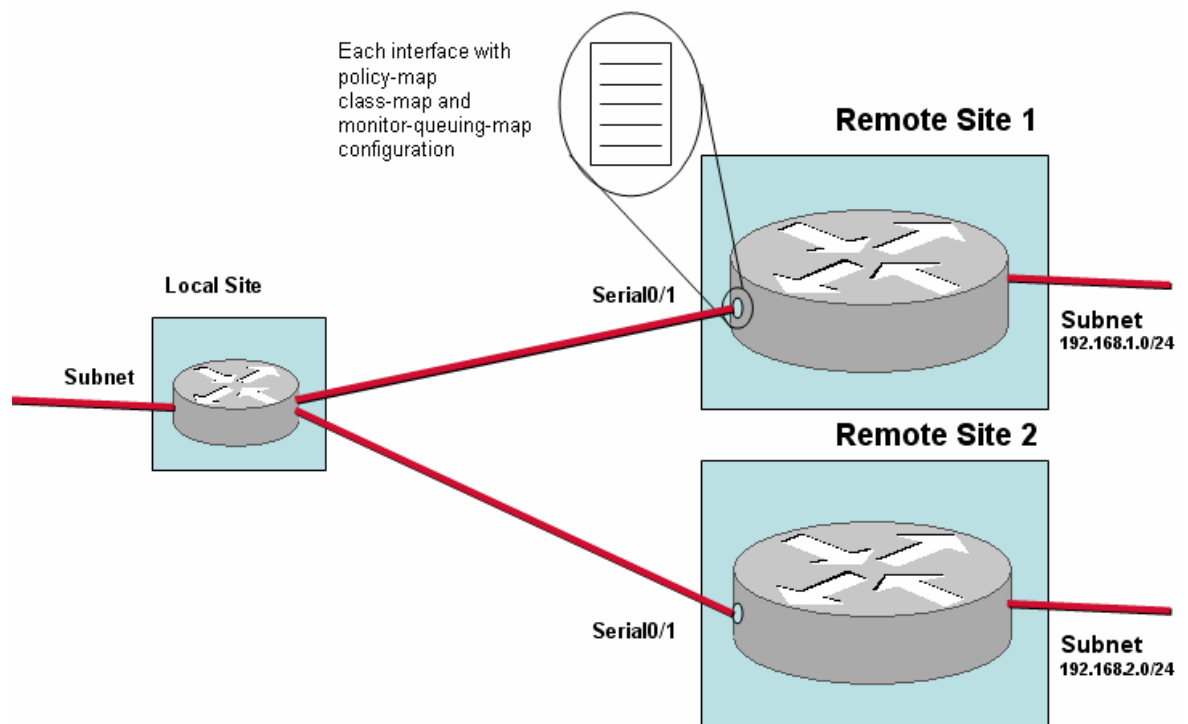 Each interface with
policy-map
class-map and
monitor-queuing-map
configuration
Remote Site 1
Local Site
Serial0/1
Subnet
192.168.1.0/24
Subnet
Remote Site 2
Serial0/1
Subnet
192.168.2.0/24